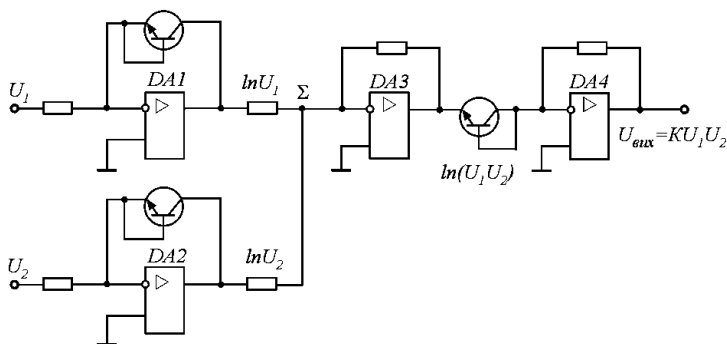 U₁
DA1
lnU₁
Σ
DA3
DA4
U₂
DA2
lnU₂
ln(U₁U₂)
Uвих=KU₁U₂